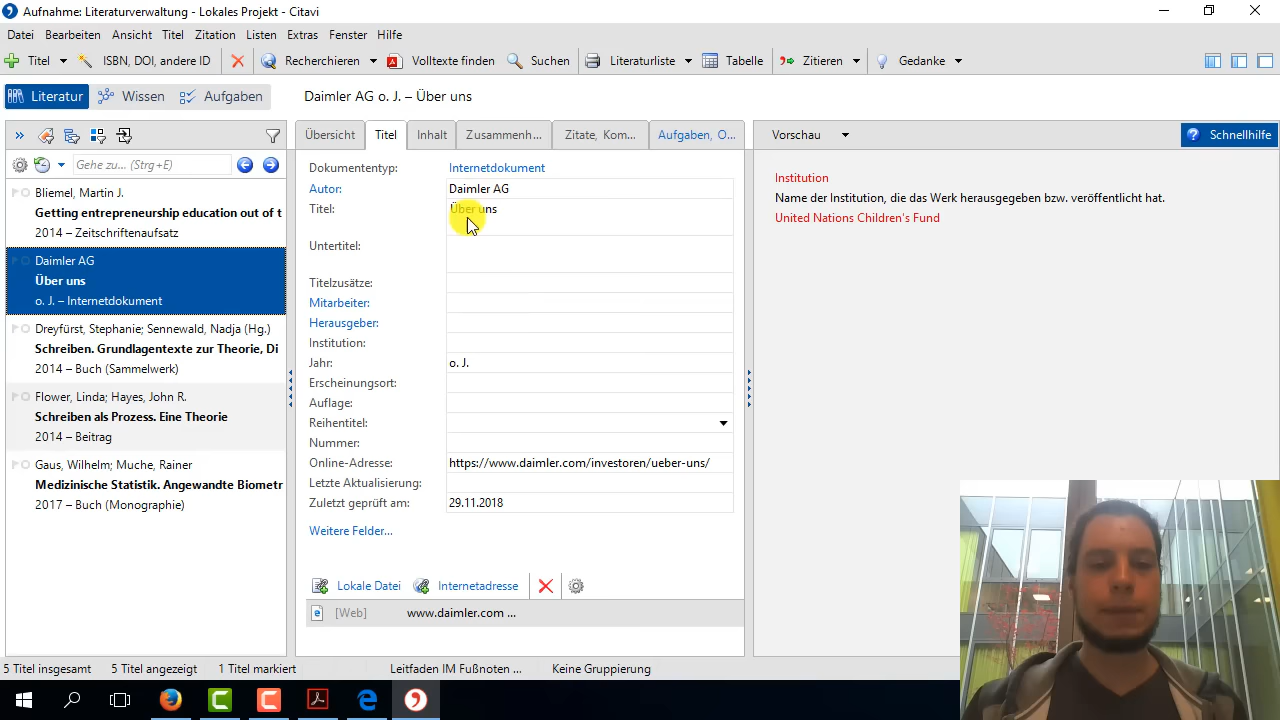 Aufnahme: Literaturverwaltung - Lokales Projekt - Citavi
Datei Bearbeiten Ansicht Titel Zitation Listen Extras Fenster Hilfe
Titel ISBN, DOI, andere ID Recherchieren Volltexte finden Suchen Literaturliste Tabelle Zitieren Gedanke
Literatur Wissen Aufgaben Daimler AG o. J. – Über uns
Übersicht Titel Inhalt Zusammenh... Zitate, Kom... Aufgaben, O... Vorschau Schnellhilfe
Gehe zu... (Strg+E)
Bliemel, Martin J.
Getting entrepreneurship education out of t
2014 – Zeitschriftenaufsatz
Daimler AG
Über uns
o. J. – Internetdokument
Dreyfürst, Stephanie; Sennewald, Nadja (Hg.)
Schreiben. Grundlagentexte zur Theorie, Di
2014 – Buch (Sammelwerk)
Flower, Linda; Hayes, John R.
Schreiben als Prozess. Eine Theorie
2014 – Beitrag
Gaus, Wilhelm; Muche, Rainer
Medizinische Statistik. Angewandte Biometr
2017 – Buch (Monographie)
Dokumententyp: Internetdokument
Autor: Daimler AG
Titel: Über uns
Untertitel:
Titelzusätze:
Mitarbeiter:
Herausgeber:
Institution:
Jahr: o. J.
Erscheinungsort:
Auflage:
Reihentitel:
Nummer:
Online-Adresse: https://www.daimler.com/investoren/ueber-uns/
Letzte Aktualisierung:
Zuletzt geprüft am: 29.11.2018
Weitere Felder...
Lokale Datei Internetadresse
[Web] www.daimler.com ...
Institution
Name der Institution, die das Werk herausgegeben bzw. veröffentlicht hat.
United Nations Children's Fund
5 Titel insgesamt 5 Titel angezeigt 1 Titel markiert Leitfaden IM Fußnoten ... Keine Gruppierung